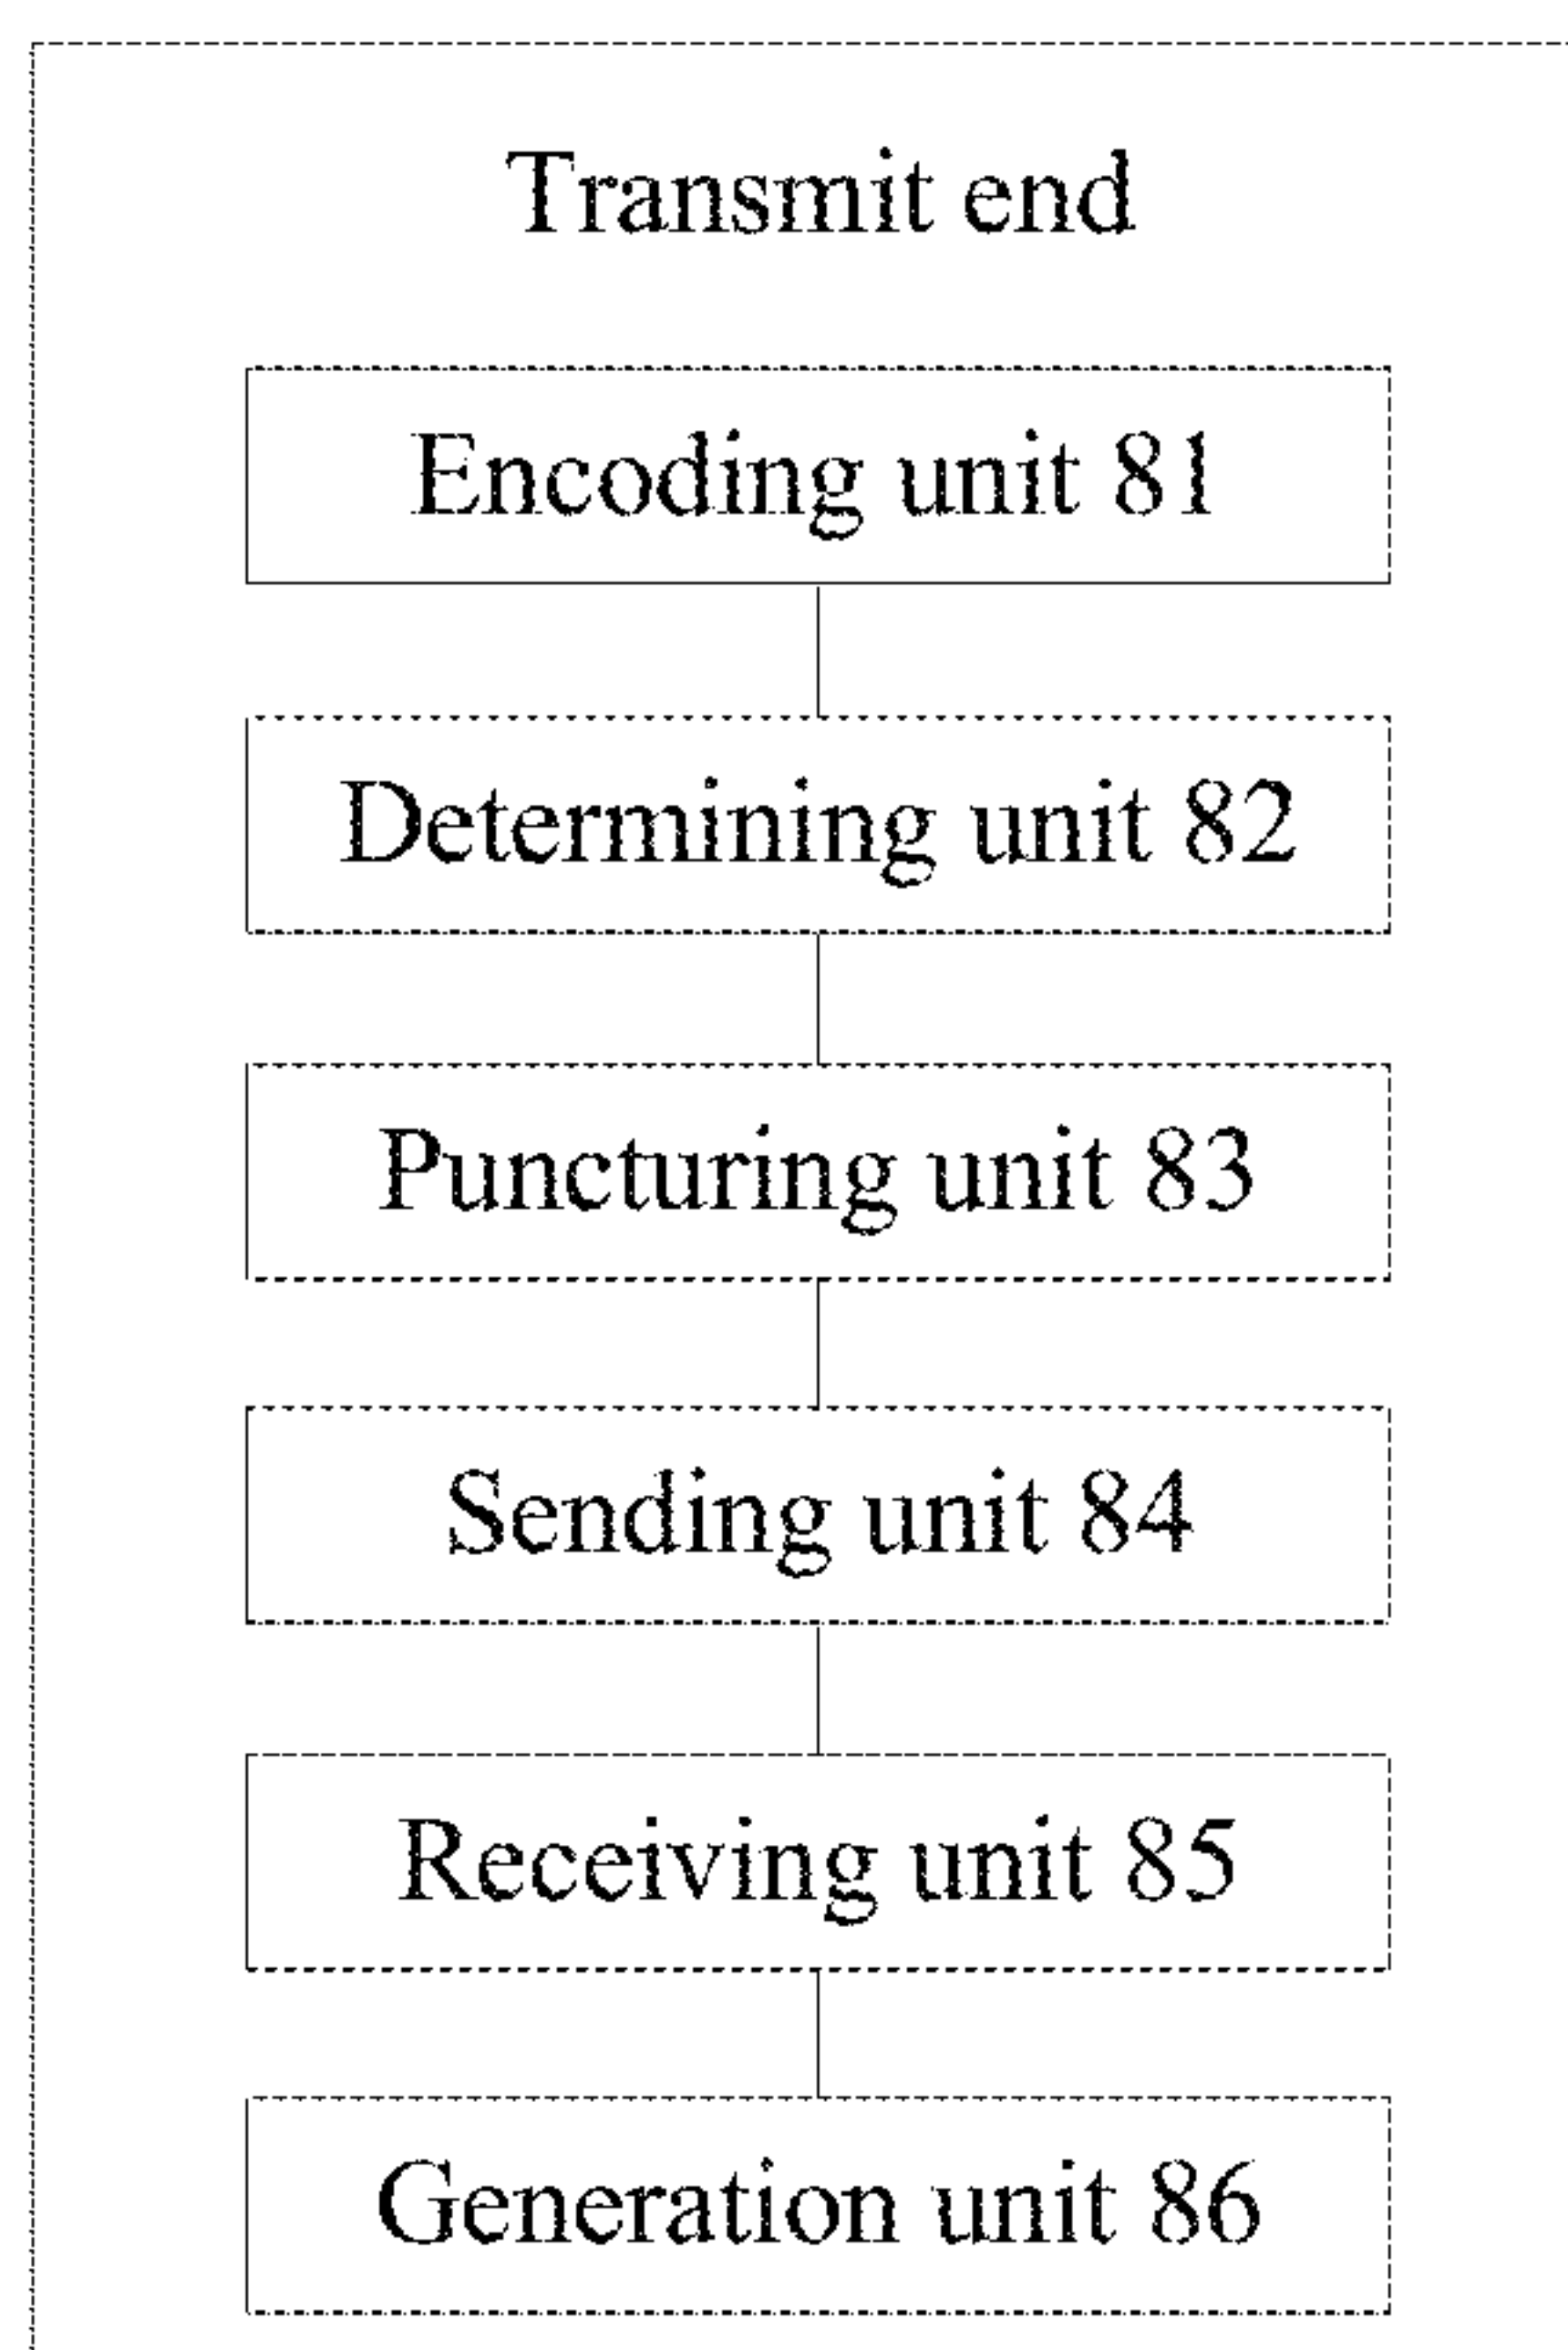 Transmit end
Encoding unit 81
Determining unit 82
Puncturing unit 83
Sending unit 84
Receiving unit 85
Generation unit 86